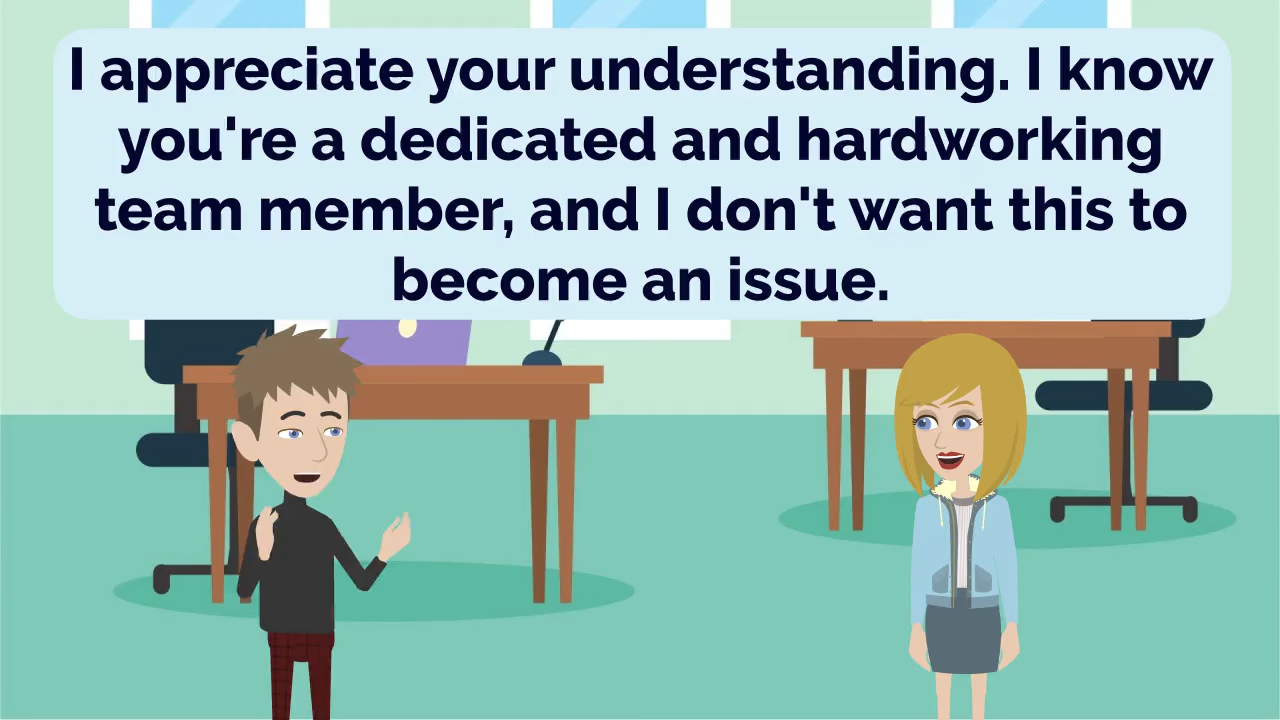 I appreciate your understanding. I know
you're a dedicated and hardworking
team member, and I don't want this to
become an issue.